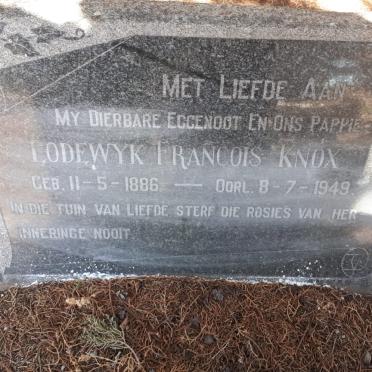 MET LIEFDE AAN
MY DIERBARE EGGENOOT EN ONS PAPPIE
LODEWYK FRANCOIS KNOX
GEB. 11-5-1886 — OORL. 8-7-1949
IN DIE TUIN VAN LIEFDE STERF DIE ROSIES VAN HER
INNERINGE NOOIT